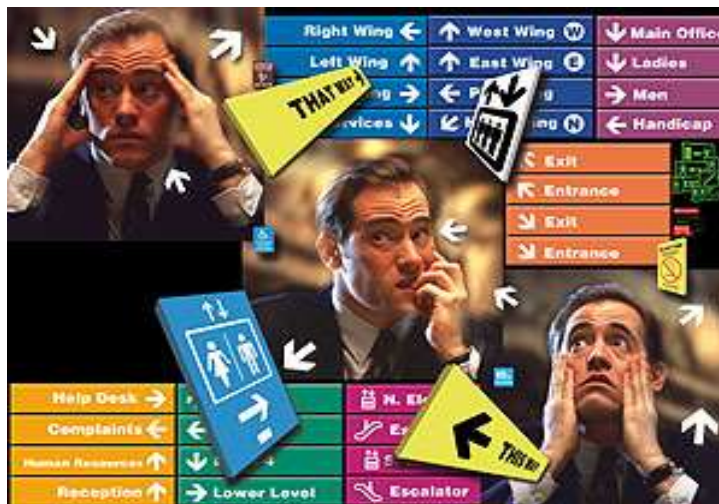 Right Wing
West Wing W
Main Office
Left Wing
East Wing E
Ladies
THAT WAY
Men
N
Handicap
Exit
Entrance
Exit
Entrance
Help Desk
Complaints
Human Resources
Reception
Lower Level
Escalator
THIS WAY